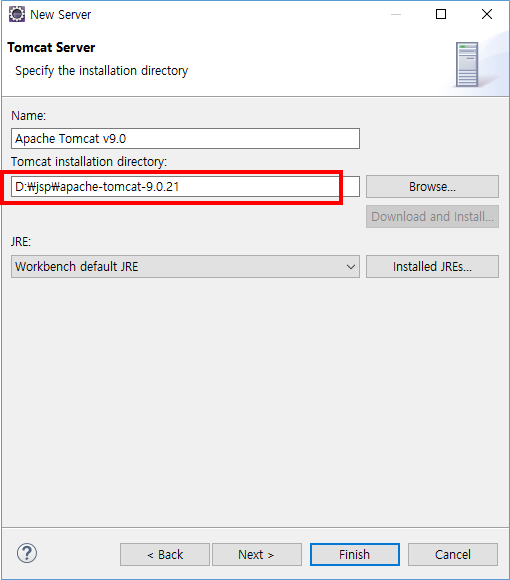 New Server
Tomcat Server
Specify the installation directory
Name:
Apache Tomcat v9.0
Tomcat installation directory:
D:₩jsp₩apache-tomcat-9.0.21
Browse...
Download and Install...
JRE:
Workbench default JRE
Installed JREs...
?
< Back
Next >
Finish
Cancel